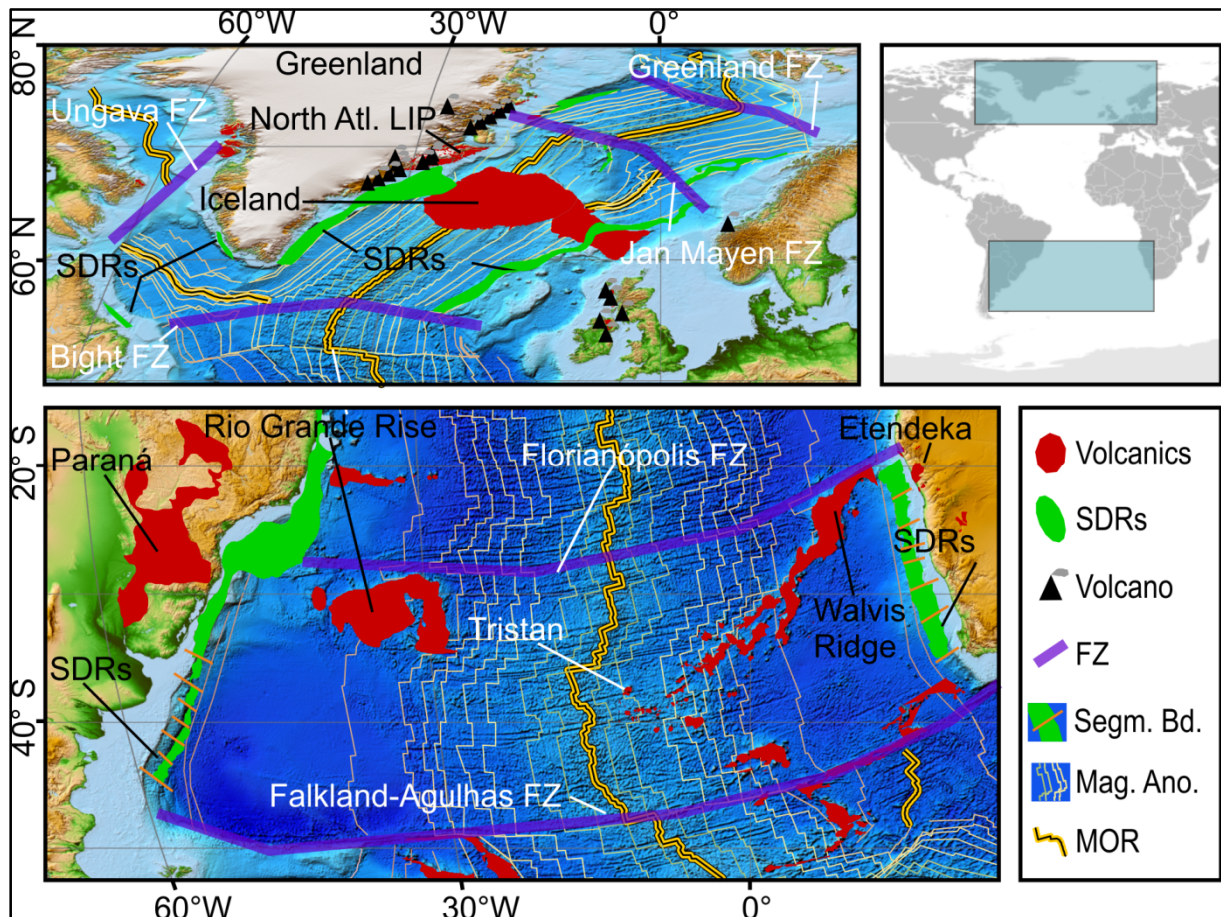 60°W
30°W
0°
80°N
60°N
Greenland
Greenland FZ
Ungava FZ
North Atl. LIP
Iceland
SDRs
SDRs
Jan Mayen FZ
Bight FZ
Rio Grande Rise
Etendeka
Paraná
Florianopolis FZ
20°S
SDRs
Walvis
Ridge
Tristan
SDRs
40°S
Falkland-Agulhas FZ
60°W
30°W
0°
Volcanics
SDRs
Volcano
FZ
Segm. Bd.
Mag. Ano.
MOR